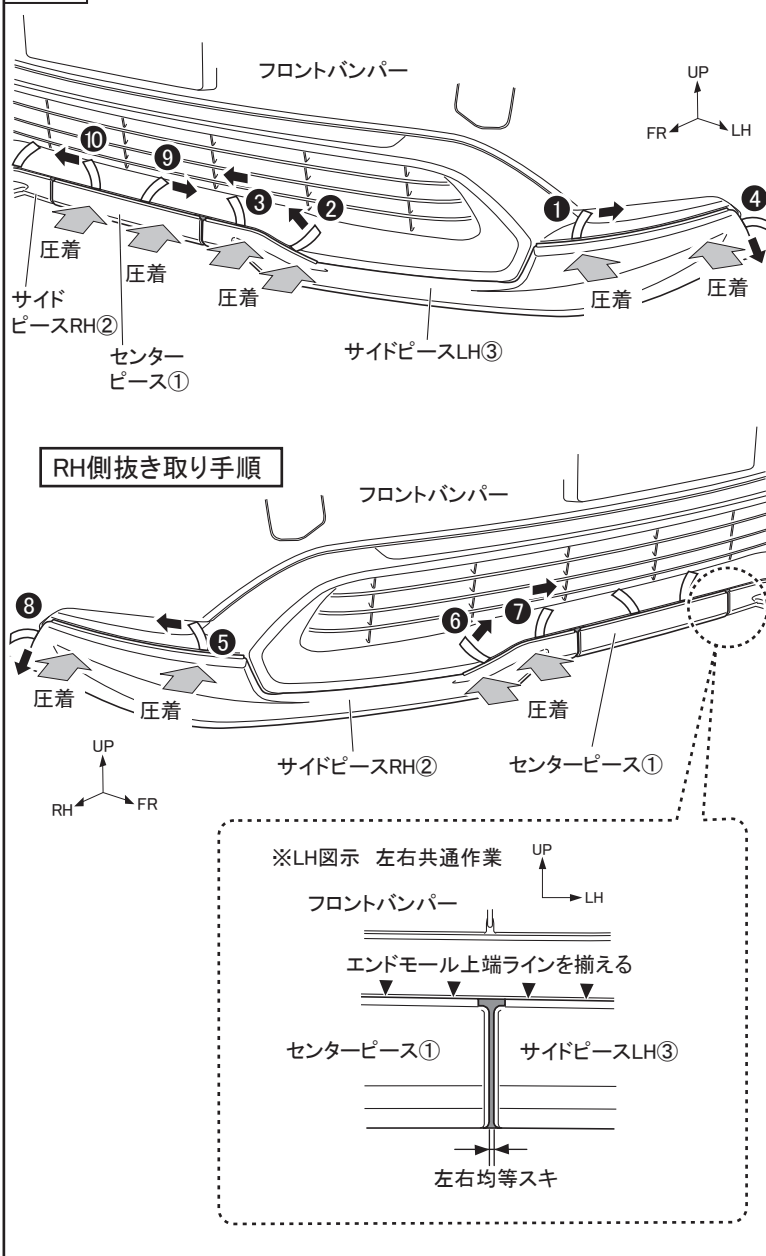 フロントバンパー
UP
FR
LH
❿
❾
❸
❷
❶
❹
圧着
圧着
圧着
圧着
圧着
サイド
ピースRH②
センター
ピース①
サイドピースLH③
RH側抜き取り手順
フロントバンパー
❽
❺
❻
❼
圧着
圧着
圧着
サイドピースRH②
センターピース①
UP
RH
FR
※LH図示 左右共通作業
UP
LH
フロントバンパー
エンドモール上端ラインを揃える
センターピース①
サイドピースLH③
左右均等スキ